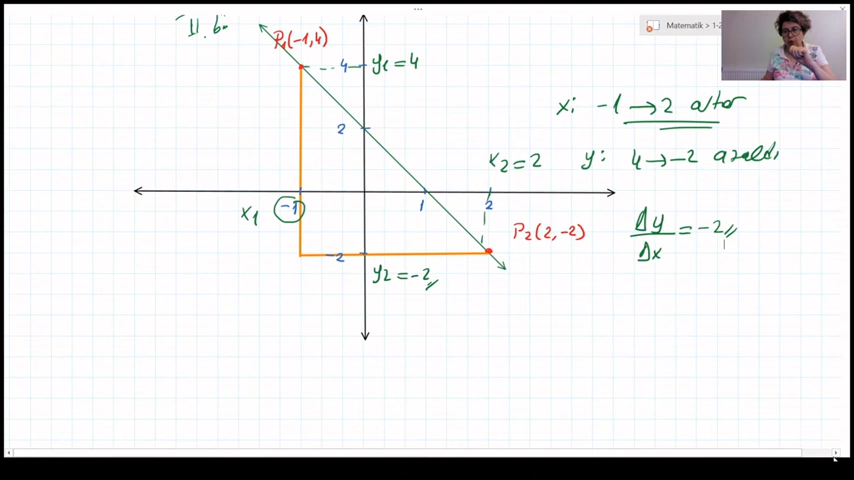 II.
P1(-1,4)
4
y1=4
2
x: -1 → 2 artar
x2=2
y: 4 → -2 azaldı
x1
-1
1
2
P2(2,-2)
Δy/Δx = -2
-2
y2=-2
Matematik > 1-2